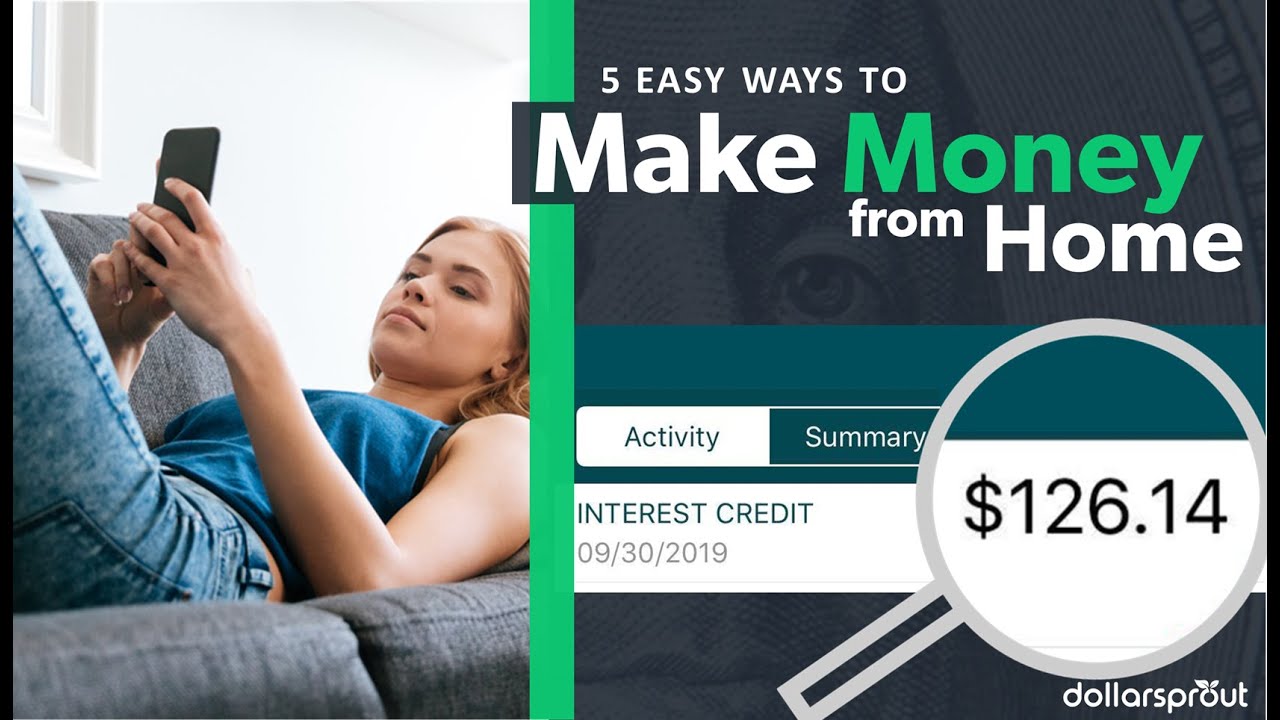 5 EASY WAYS TO
Make Money
from Home
Activity Summary
INTEREST CREDIT
$126.14
09/30/2019
dollarsprout